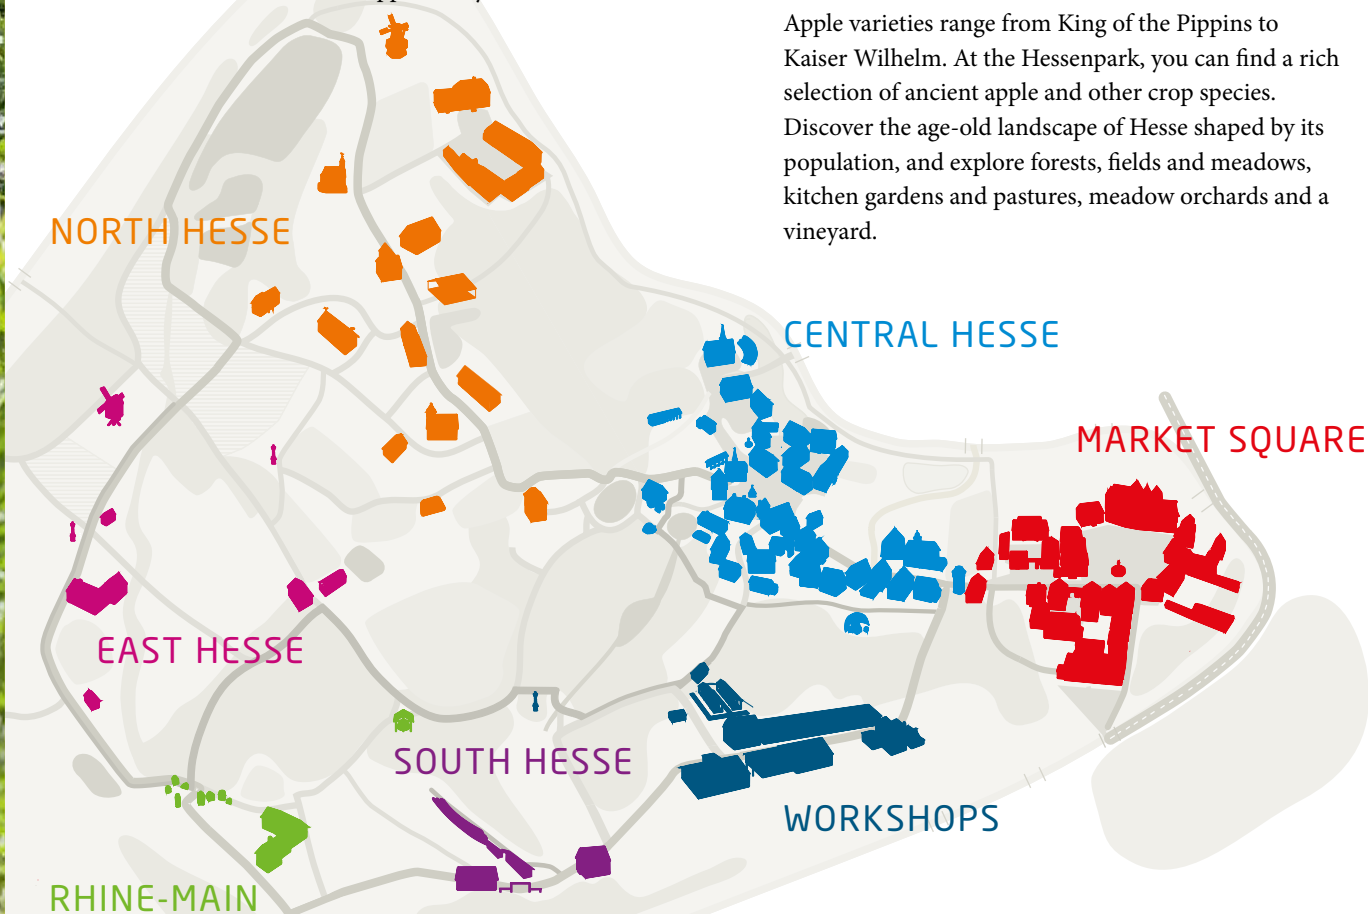 Apple varieties range from King of the Pippins to
Kaiser Wilhelm. At the Hessenpark, you can find a rich
selection of ancient apple and other crop species.
Discover the age-old landscape of Hesse shaped by its
population, and explore forests, fields and meadows,
kitchen gardens and pastures, meadow orchards and a
vineyard.
NORTH HESSE
CENTRAL HESSE
MARKET SQUARE
EAST HESSE
SOUTH HESSE
WORKSHOPS
RHINE-MAIN